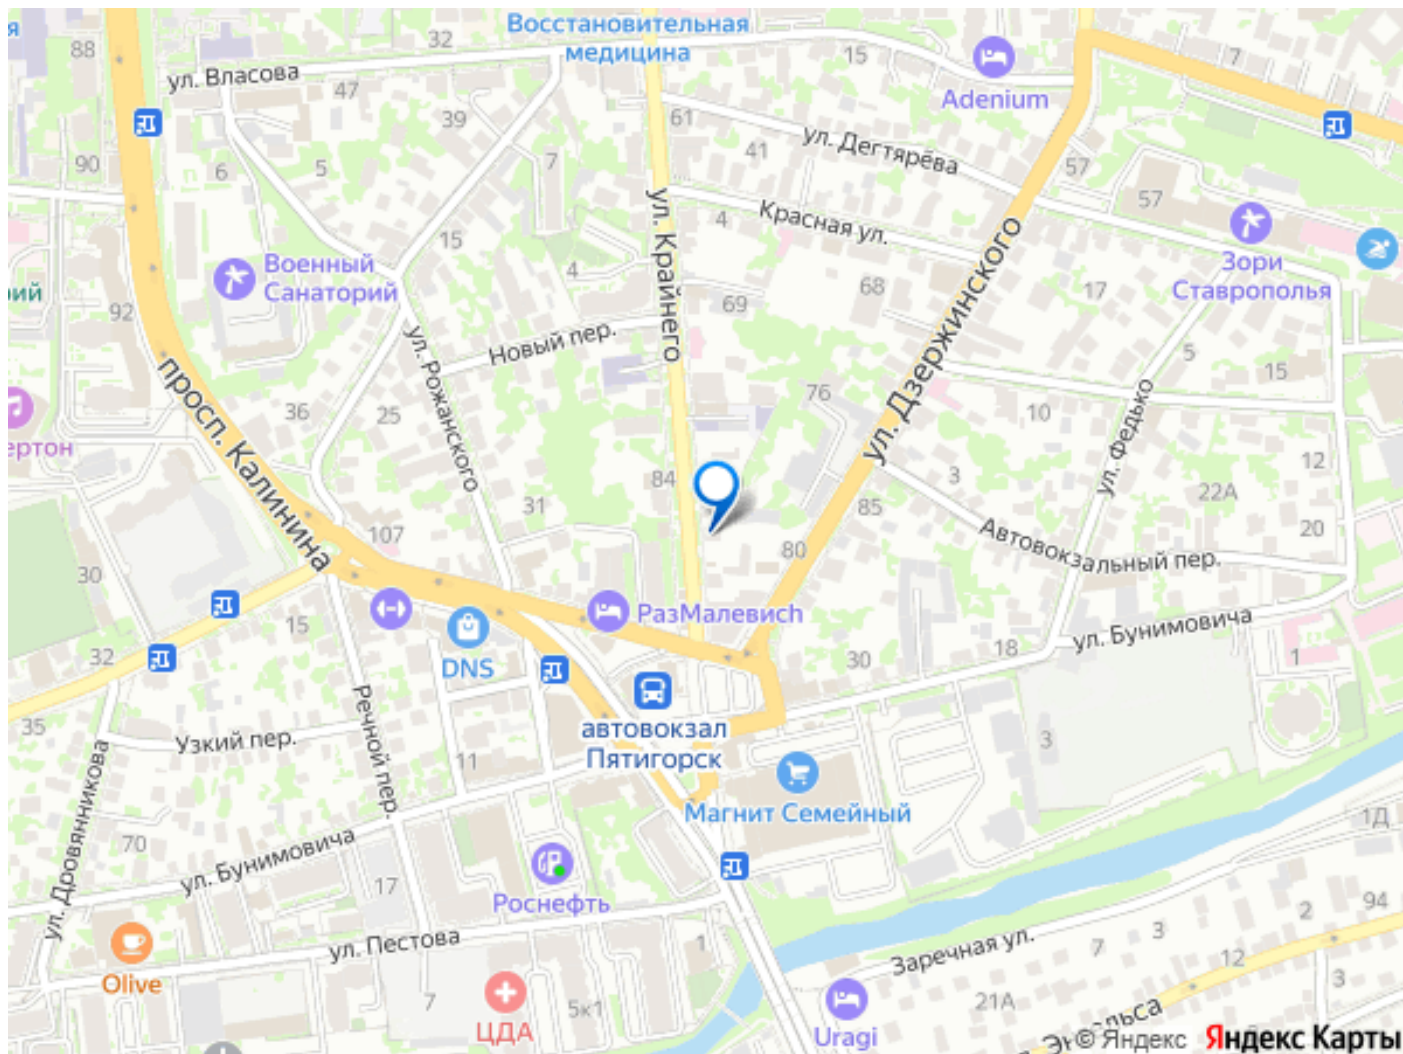 я
88
32
Восстановительная
медицина
15
7
ул. Власова
47
Adenium
39
61
ул. Дегтярёва
90
6
5
7
41
57
57
ул. Крайнего
4
Красная ул.
15
Военный
Санаторий
4
рий
92
69
68
17
Зори
Ставрополья
ул. Дзержинского
Новый пер.
ул. Рожанского
5
15
просп. Калинина
36
25
76
10
ул. Федько
ертон
84
3
12
22А
31
85
20
107
80
Автовокзальный пер.
30
15
РазМалевич
ул. Бунимовича
32
DNS
30
18
1
35
Речной пер.
автовокзал
Пятигорск
Узкий пер.
11
3
ул. Дровянникова
Магнит Семейный
70
ул. Бунимовича
1Д
17
Роснефть
94
2
ул. Пестова
1
Заречная ул.
7
3
12
Olive
7
5к1
ЦДА
21А
3
Uragi
© Яндекс
Яндекс Карты